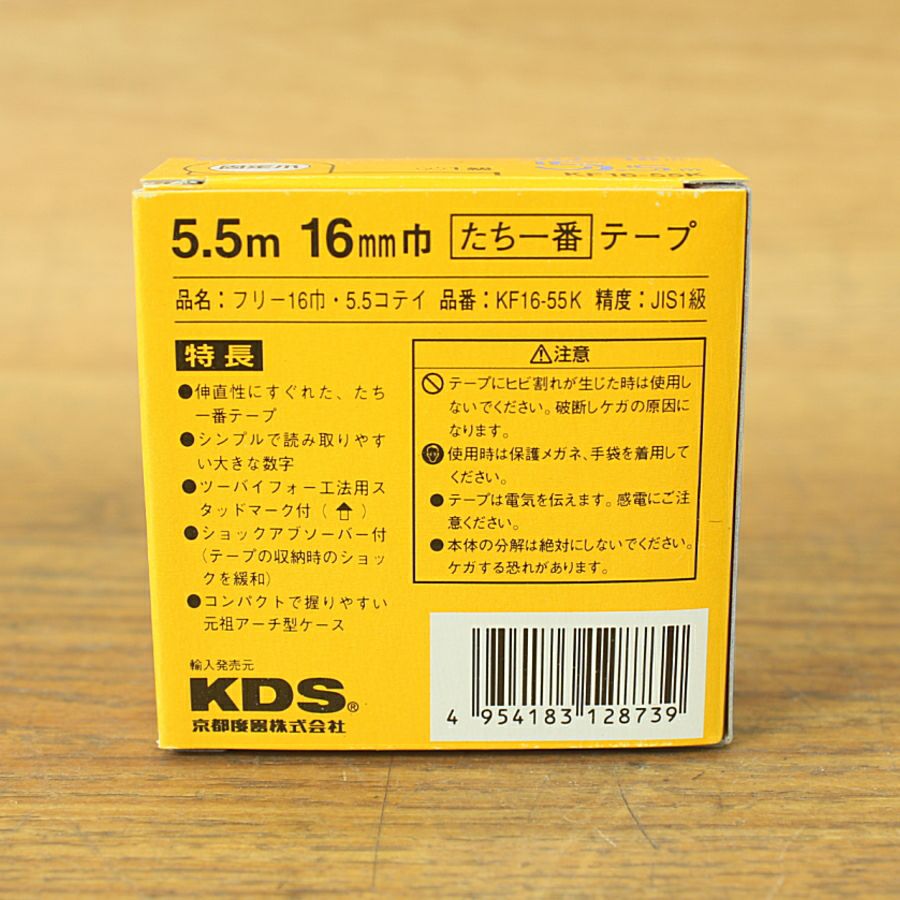 KF16-55K
5.5m 16mm巾 たち一番 テープ
品名：フリー16巾・5.5コテイ 品番：KF16-55K 精度：JIS1級
特長
●伸直性にすぐれた、たち
一番テープ
●シンプルで読み取りやす
い大きな数字
●ツーバイフォー工法用ス
タッドマーク付（ ）
●ショックアブソーバー付
（テープの収納時のショッ
クを緩和）
●コンパクトで握りやすい
元祖アーチ型ケース
⚠注意
テープにヒビ割れが生じた時は使用し
ないでください。破断しケガの原因に
なります。
使用時は保護メガネ、手袋を着用して
ください。
●テープは電気を伝えます。感電にご注
意ください。
●本体の分解は絶対にしないでください。
ケガする恐れがあります。
輸入発売元
KDS®
京都度器株式会社
4 954183 128739